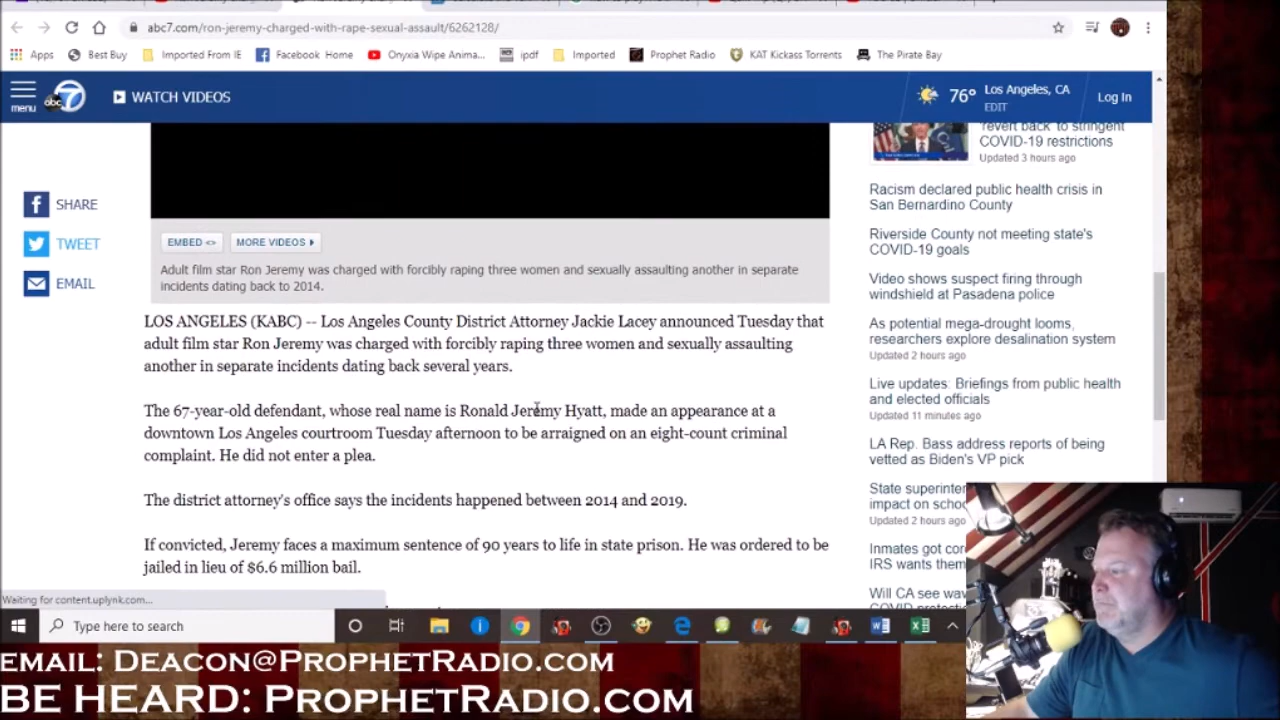 abc7.com/ron-jeremy-charged-with-rape-sexual-assault/6262128/
Apps Best Buy Imported From IE Facebook Home Onyxia Wipe Anima... ipdf Imported Prophet Radio KAT Kickass Torrents The Pirate Bay
menu abc 7 WATCH VIDEOS 76° Los Angeles, CA EDIT Log In
SHARE
TWEET
EMAIL
EMBED <> MORE VIDEOS
Adult film star Ron Jeremy was charged with forcibly raping three women and sexually assaulting another in separate
incidents dating back to 2014.
LOS ANGELES (KABC) -- Los Angeles County District Attorney Jackie Lacey announced Tuesday that
adult film star Ron Jeremy was charged with forcibly raping three women and sexually assaulting
another in separate incidents dating back several years.
The 67-year-old defendant, whose real name is Ronald Jeremy Hyatt, made an appearance at a
downtown Los Angeles courtroom Tuesday afternoon to be arraigned on an eight-count criminal
complaint. He did not enter a plea.
The district attorney's office says the incidents happened between 2014 and 2019.
If convicted, Jeremy faces a maximum sentence of 90 years to life in state prison. He was ordered to be
jailed in lieu of $6.6 million bail.
'revert back' to stringent
COVID-19 restrictions
Updated 3 hours ago
Racism declared public health crisis in
San Bernardino County
Riverside County not meeting state's
COVID-19 goals
Video shows suspect firing through
windshield at Pasadena police
As potential mega-drought looms,
researchers explore desalination system
Updated 2 hours ago
Live updates: Briefings from public health
and elected officials
Updated 11 minutes ago
LA Rep. Bass address reports of being
vetted as Biden's VP pick
State
impact on
Updated 2 hours
Inmates got
IRS wants
Will CA see
Waiting for content.uplynk.com...
Type here to search
EMAIL: DEACON@PROPHETRADIO.COM
BE HEARD: PROPHETRADIO.COM